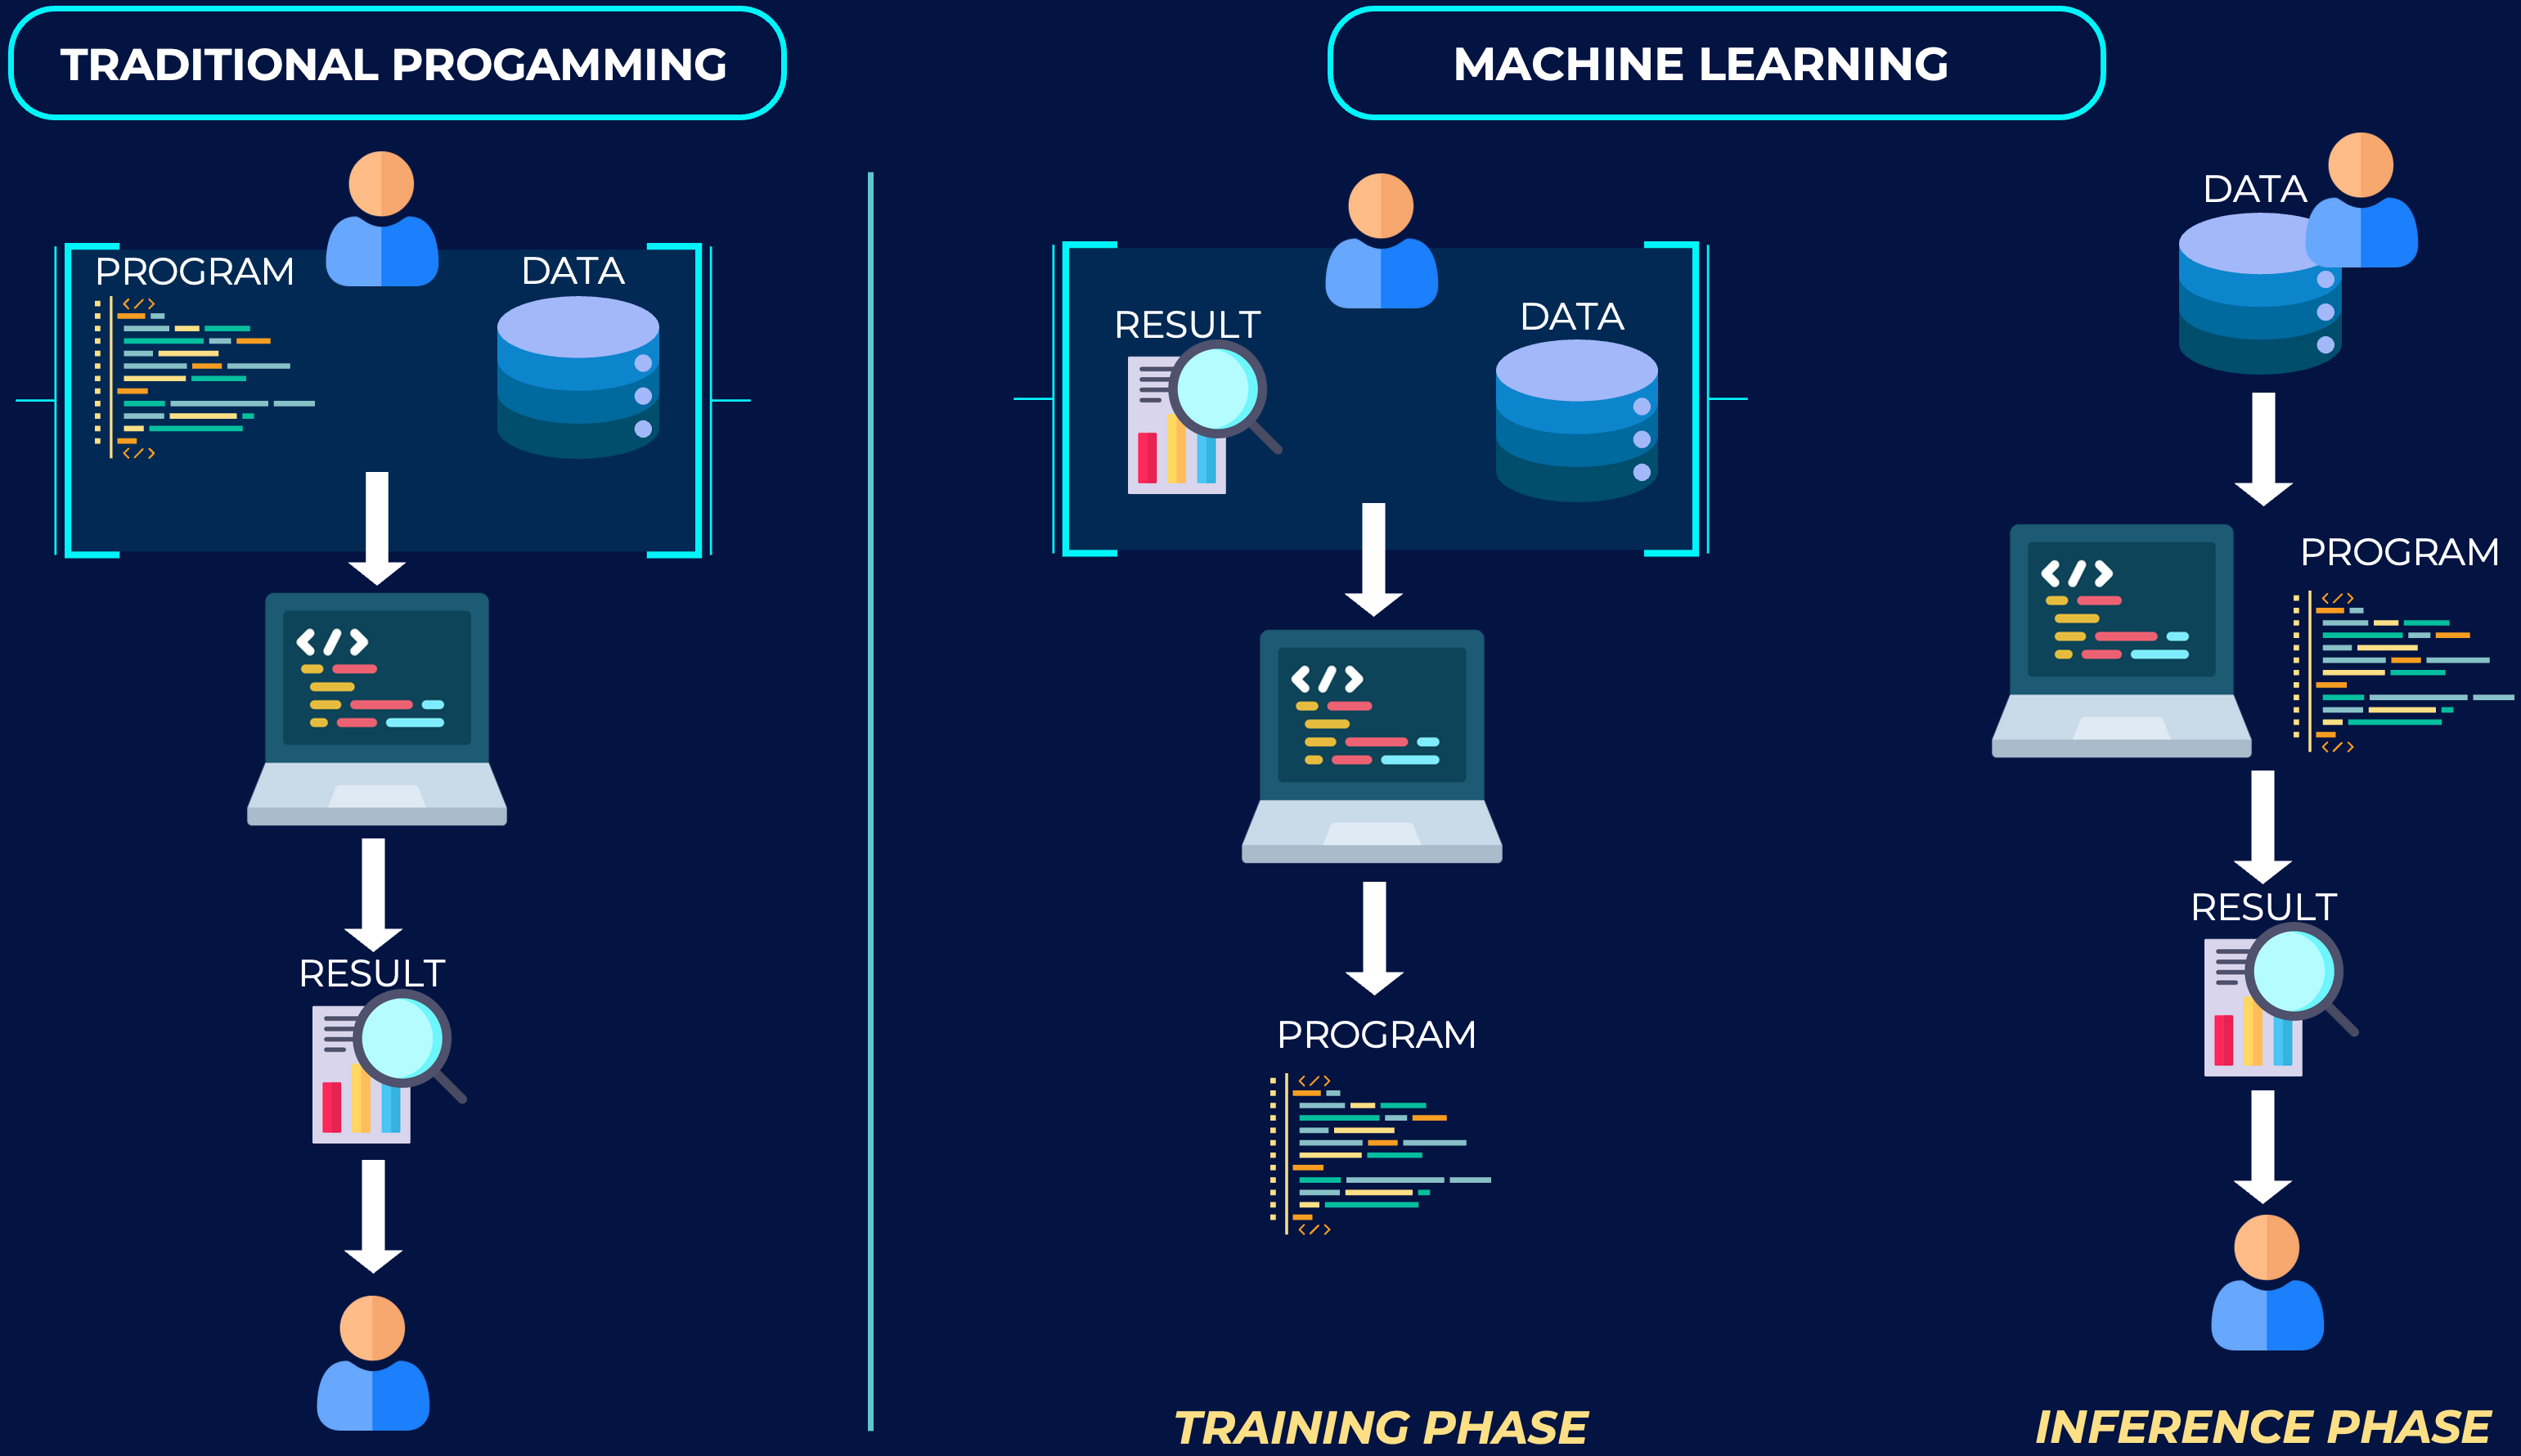 TRADITIONAL PROGAMMING
PROGRAM
DATA
</>
</>
</>
RESULT
MACHINE LEARNING
RESULT
DATA
</>
PROGRAM
</>
</>
TRAINING PHASE
DATA
</>
PROGRAM
</>
</>
RESULT
INFERENCE PHASE